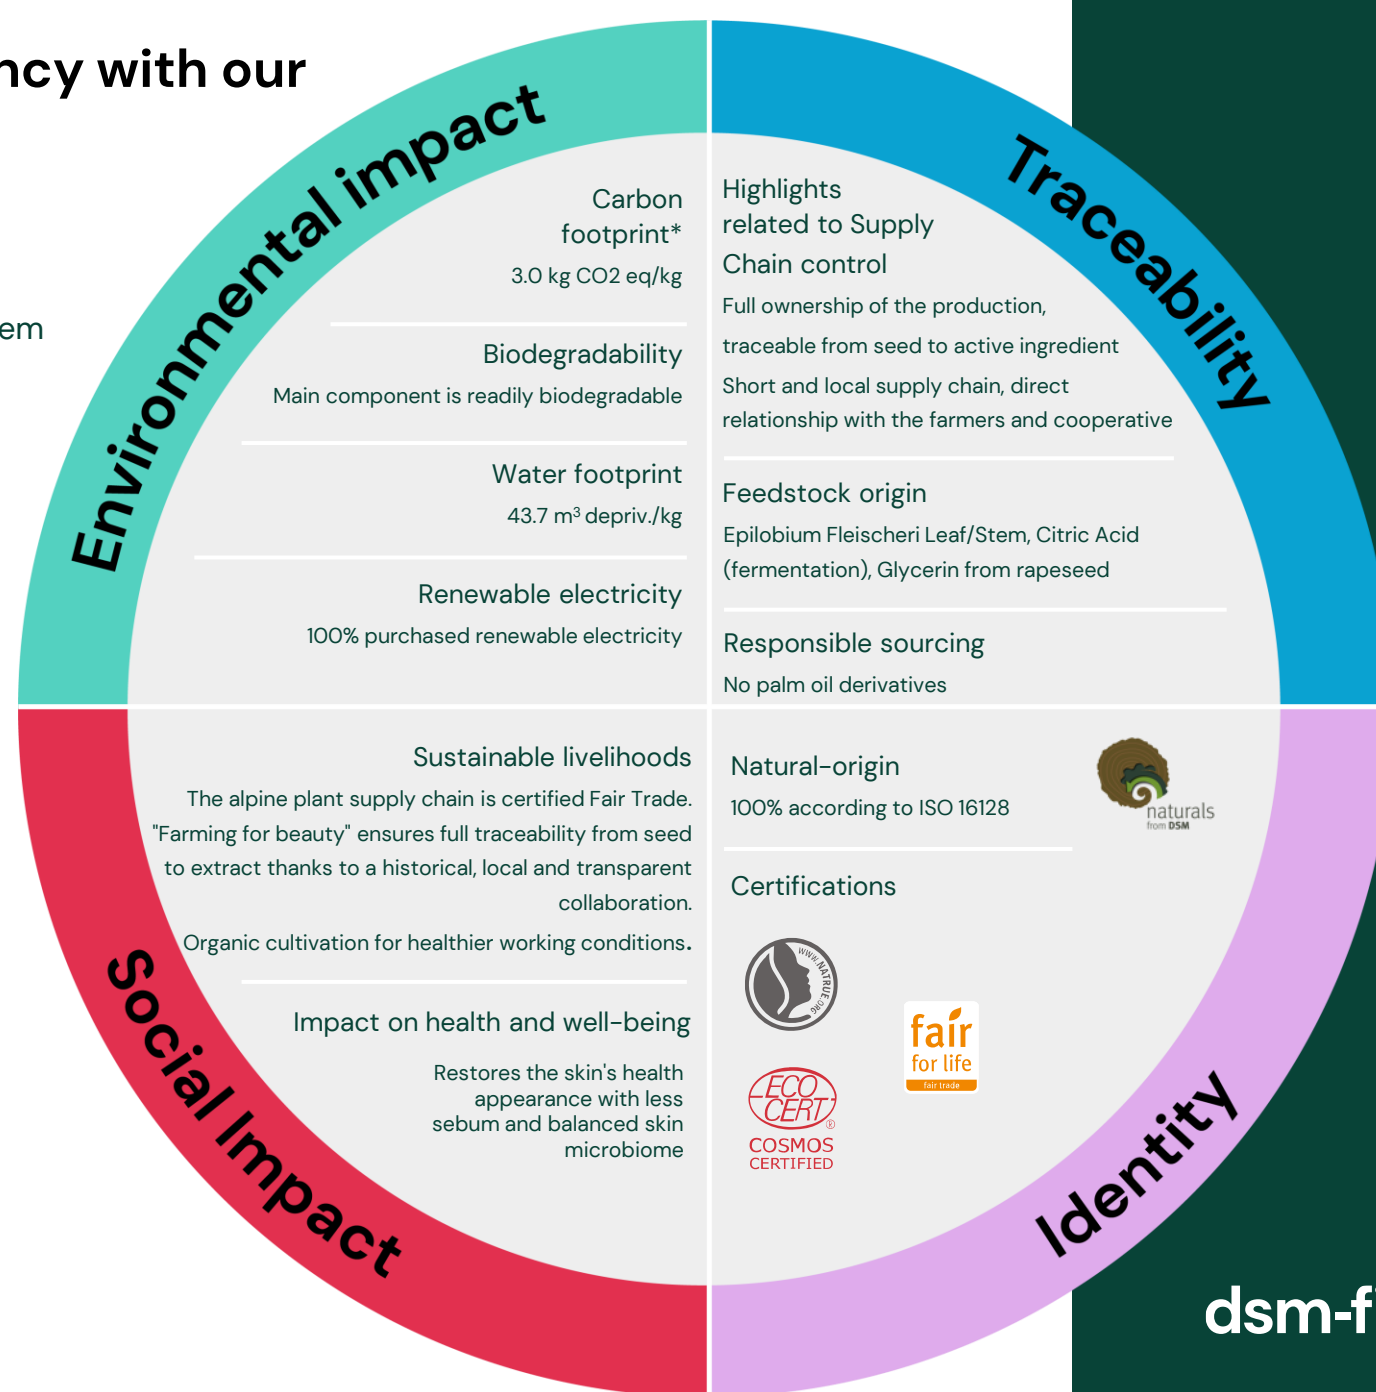 ncy with our
em
Environmental impact
Carbon
footprint*
3.0 kg CO2 eq/kg
Biodegradability
Main component is readily biodegradable
Water footprint
43.7 m³ depriv./kg
Renewable electricity
100% purchased renewable electricity
Traceability
Highlights
related to Supply
Chain control
Full ownership of the production,
traceable from seed to active ingredient
Short and local supply chain, direct
relationship with the farmers and cooperative
Feedstock origin
Epilobium Fleischeri Leaf/Stem, Citric Acid
(fermentation), Glycerin from rapeseed
Responsible sourcing
No palm oil derivatives
Social Impact
Sustainable livelihoods
The alpine plant supply chain is certified Fair Trade.
"Farming for beauty" ensures full traceability from seed
to extract thanks to a historical, local and transparent
collaboration.
Organic cultivation for healthier working conditions.
Impact on health and well-being
Restores the skin's health
appearance with less
sebum and balanced skin
microbiome
Identity
Natural-origin
100% according to ISO 16128
naturals
from DSM
Certifications
WWW.NATRUE.ORG
fair
for life
fair trade
ECO
CERT
®
COSMOS
CERTIFIED
dsm-f